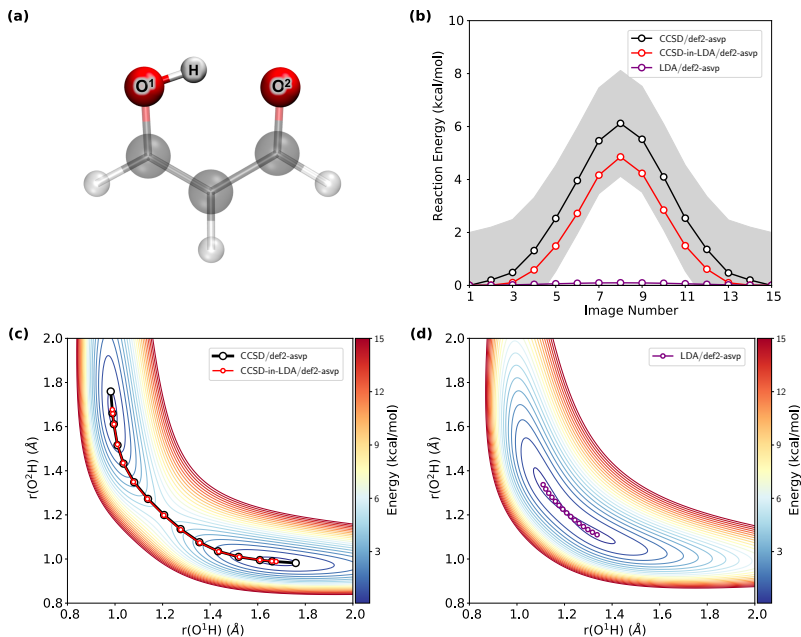 (a)
O¹
H
O²
(b)
Reaction Energy (kcal/mol)
10
8
6
4
2
0
1
3
5
7
9
11
13
15
Image Number
CCSD/def2-asvp
CCSD-in-LDA/def2-asvp
LDA/def2-asvp
(c)
r(O²H) (Å)
2.0
1.8
1.6
1.4
1.2
1.0
0.8
1.0
1.2
1.4
1.6
1.8
2.0
r(O¹H) (Å)
CCSD/def2-asvp
CCSD-in-LDA/def2-asvp
15
12
9
6
3
Energy (kcal/mol)
(d)
r(O²H) (Å)
2.0
1.8
1.6
1.4
1.2
1.0
0.8
1.0
1.2
1.4
1.6
1.8
2.0
r(O¹H) (Å)
LDA/def2-asvp
15
12
9
6
3
Energy (kcal/mol)